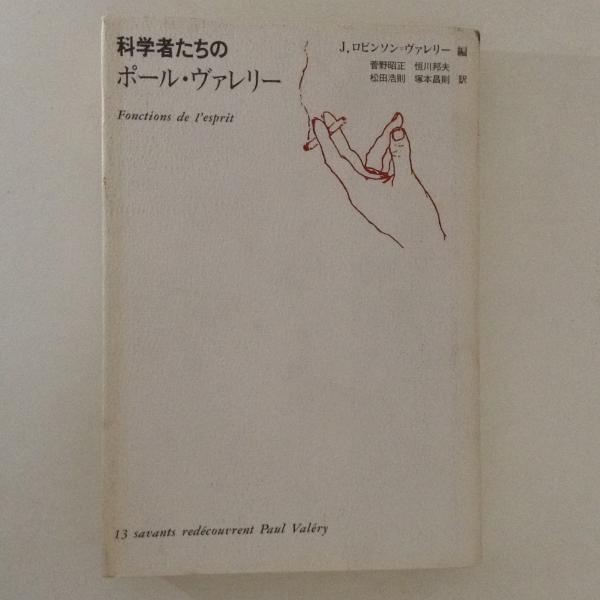 科学者たちの
ポール・ヴァレリー
Fonctions de l'esprit
J.ロビンソン=ヴァレリー 編
菅野昭正 恒川邦夫
松田浩則 塚本昌則 訳
13 savants redécouvrent Paul Valéry